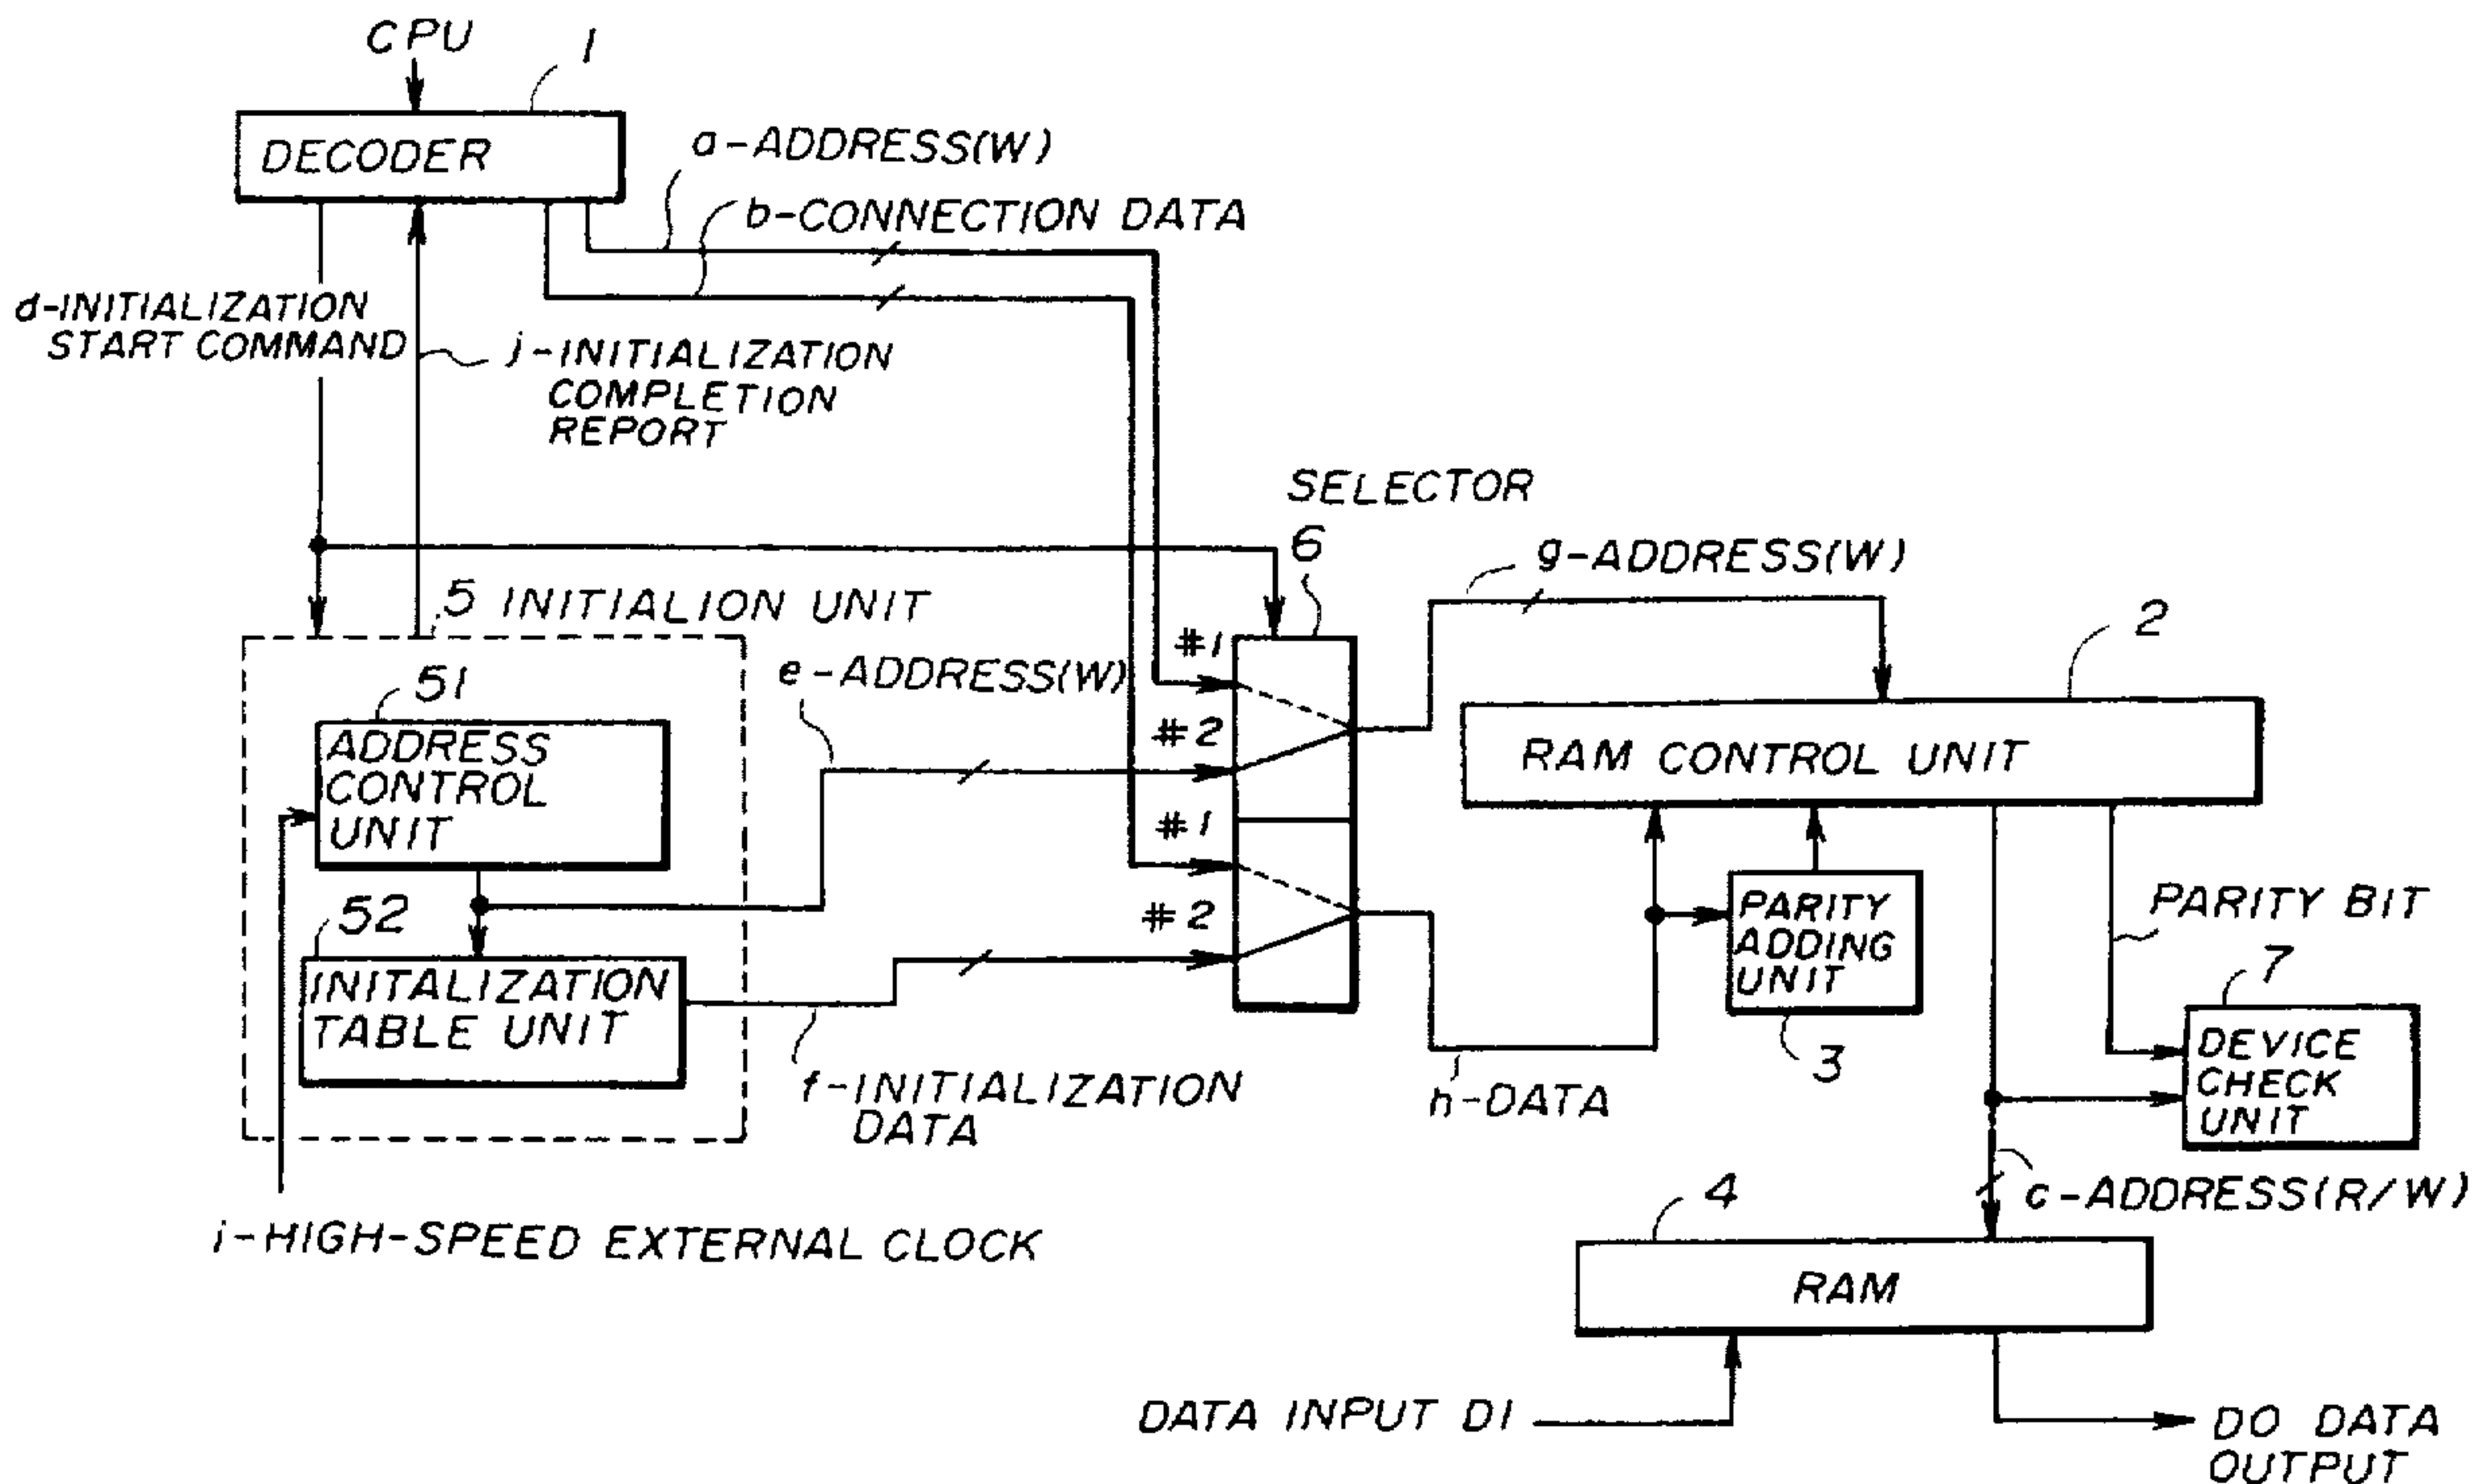 CPU
1
DECODER
a-ADDRESS(W)
b-CONNECTION DATA
d-INITIALIZATION
START COMMAND
j-INITIALIZATION
COMPLETION
REPORT
SELECTOR
6
g-ADDRESS(W)
5 INITIALION UNIT
#1
2
51
e-ADDRESS(W)
ADDRESS
CONTROL
UNIT
#2
RAM CONTROL UNIT
#1
52
#2
PARITY
ADDING
UNIT
PARITY BIT
7
INITALIZATION
TABLE UNIT
3
DEVICE
CHECK
UNIT
f-INITIALIZATION
DATA
h-DATA
4
c-ADDRESS(R/W)
i-HIGH-SPEED EXTERNAL CLOCK
RAM
DATA INPUT DI
DO DATA
OUTPUT